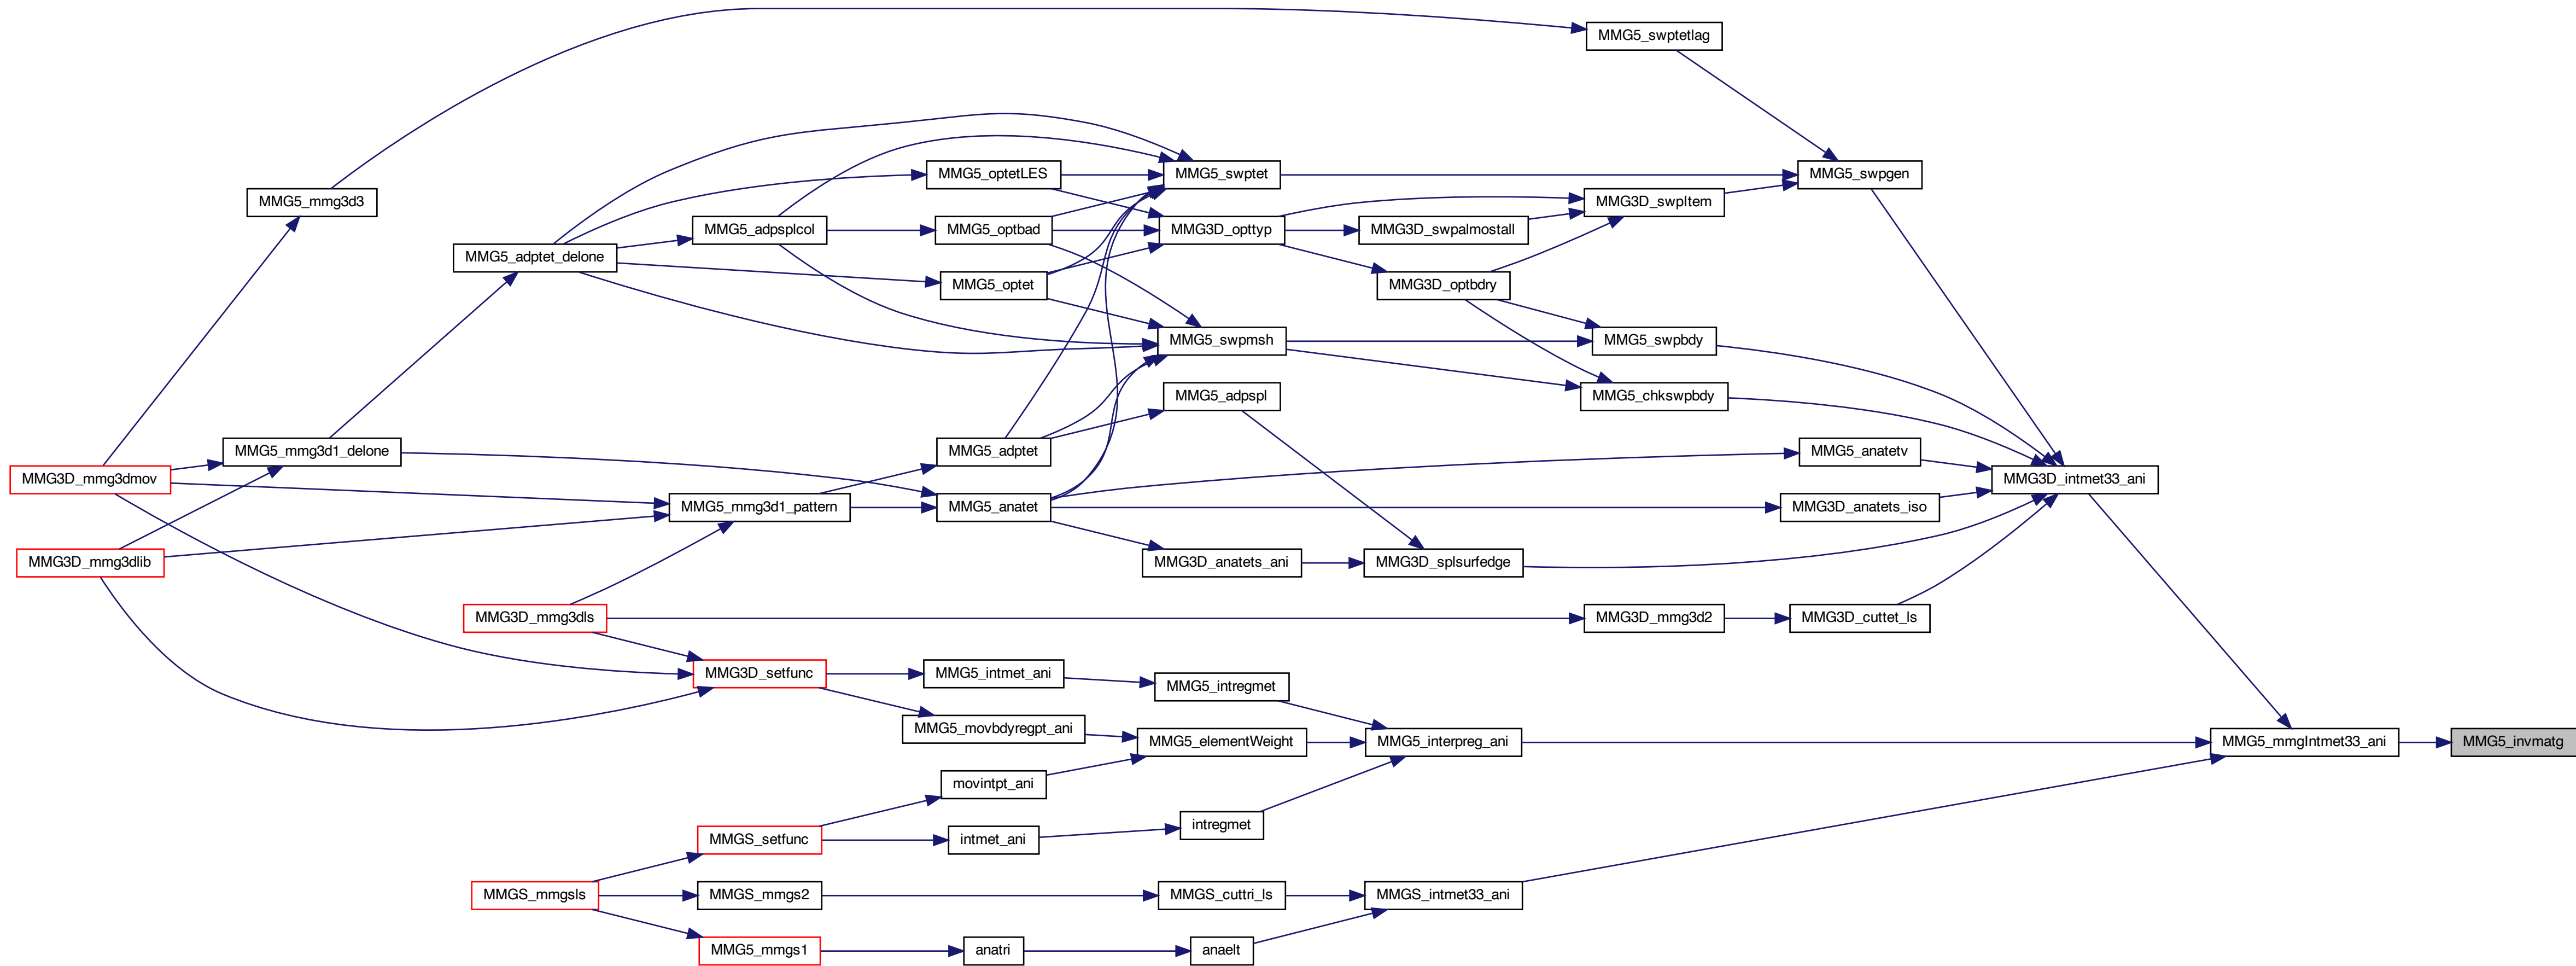 MMG5_swptetlag
MMG5_swptet
MMG5_swpgen
MMG5_optetLES
MMG5_mmg3d3
MMG3D_swpItem
MMG5_adpsplcol
MMG5_optbad
MMG3D_opttyp
MMG3D_swpalmostall
MMG5_adptet_delone
MMG5_optet
MMG3D_optbdry
MMG5_swpmsh
MMG5_swpbdy
MMG5_adpspl
MMG5_chkswpbdy
MMG5_mmg3d1_delone
MMG5_adptet
MMG5_anatetv
MMG3D_mmg3dmov
MMG3D_intmet33_ani
MMG5_mmg3d1_pattern
MMG5_anatet
MMG3D_anatets_iso
MMG3D_mmg3dlib
MMG3D_anatets_ani
MMG3D_splsurfedge
MMG3D_mmg3dls
MMG3D_mmg3d2
MMG3D_cuttet_ls
MMG3D_setfunc
MMG5_intmet_ani
MMG5_intregmet
MMG5_movbdyregpt_ani
MMG5_elementWeight
MMG5_interpreg_ani
MMG5_mmgIntmet33_ani
MMG5_invmatg
movintpt_ani
intregmet
MMGS_setfunc
intmet_ani
MMGS_mmgsls
MMGS_mmgs2
MMGS_cuttri_ls
MMGS_intmet33_ani
MMG5_mmgs1
anatri
anaelt